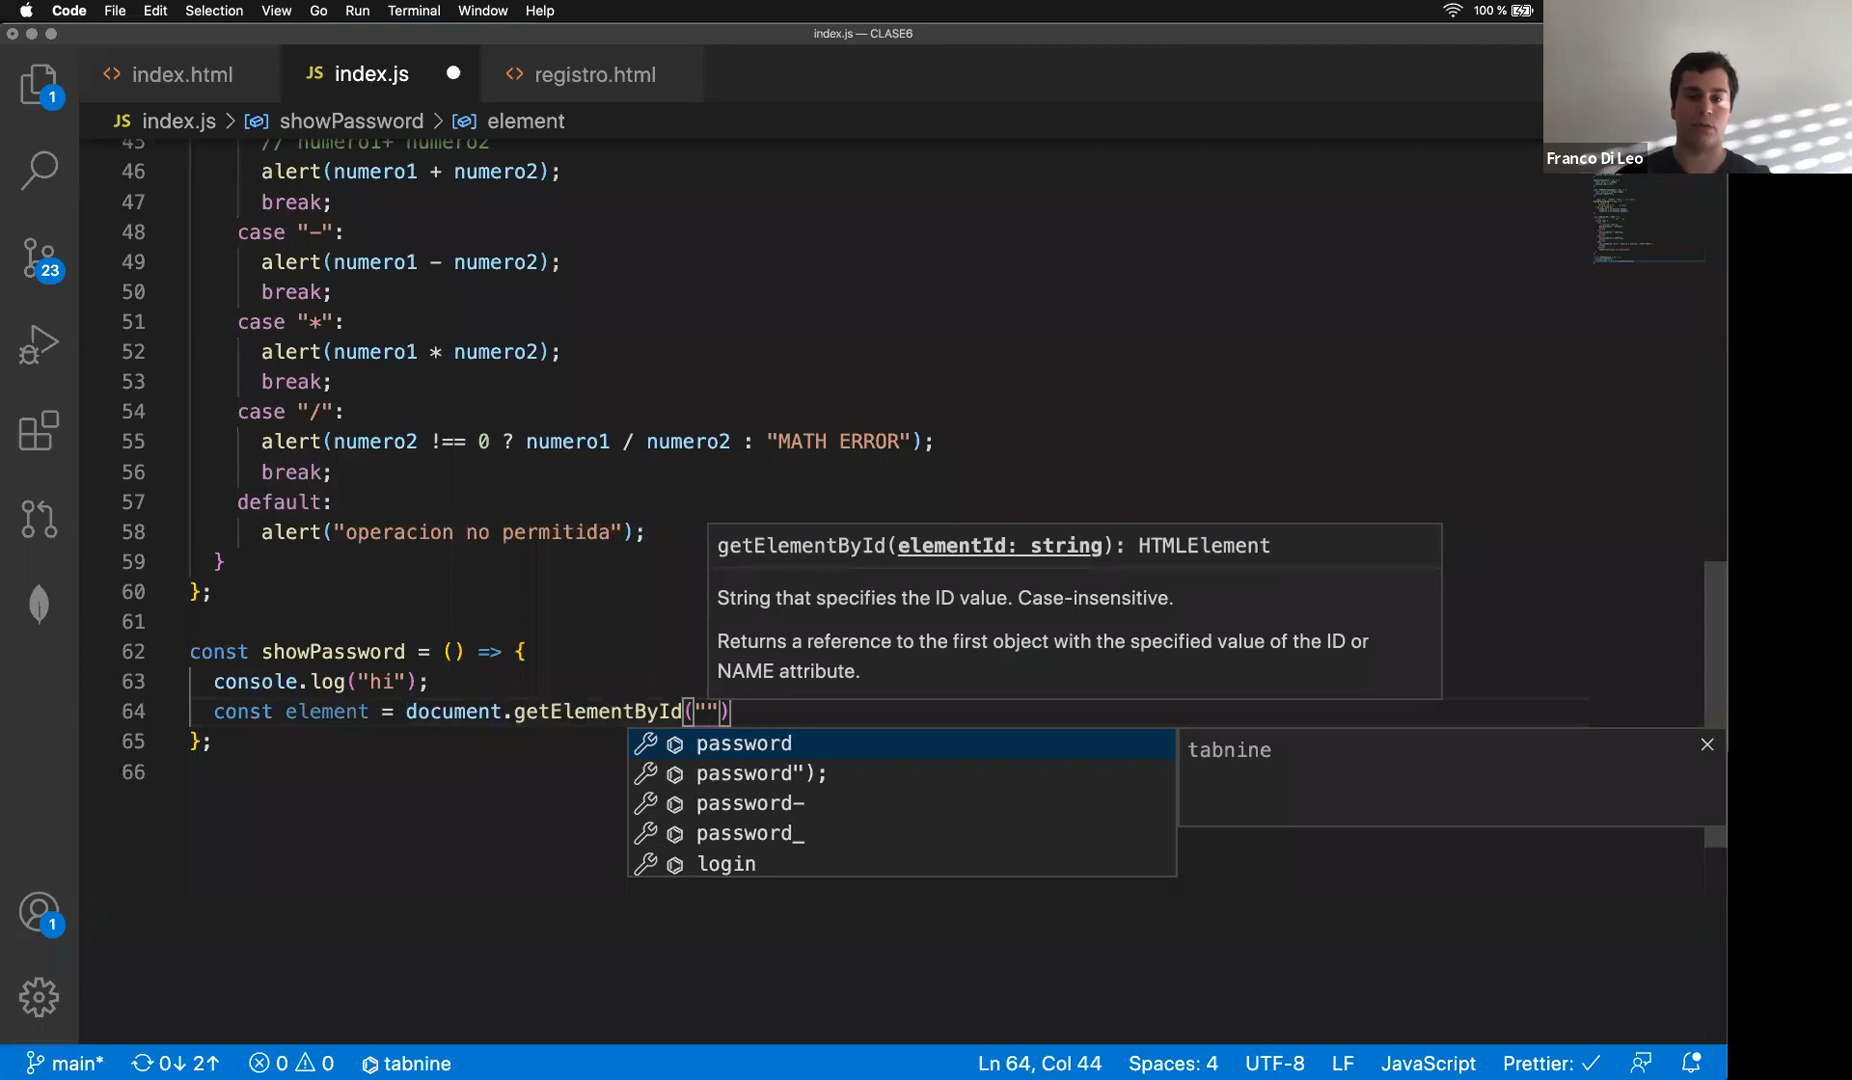 Code File Edit Selection View Go Run Terminal Window Help 100 %
index.js — CLASE6
index.html JS index.js registro.html
JS index.js > showPassword > element
Franco Di Leo
45 // numero1+ numero2
46 alert(numero1 + numero2);
47 break;
48 case "-":
49 alert(numero1 - numero2);
50 break;
51 case "*":
52 alert(numero1 * numero2);
53 break;
54 case "/":
55 alert(numero2 !== 0 ? numero1 / numero2 : "MATH ERROR");
56 break;
57 default:
58 alert("operacion no permitida");
59 }
60 };
61
62 const showPassword = () => {
63 console.log("hi");
64 const element = document.getElementById("")
65 };
66
getElementById(elementId: string): HTMLElement
String that specifies the ID value. Case-insensitive.
Returns a reference to the first object with the specified value of the ID or
NAME attribute.
password
password");
password-
password_
login
tabnine
1
23
1
main* 0↓ 2↑ 0 0 tabnine Ln 64, Col 44 Spaces: 4 UTF-8 LF JavaScript Prettier: ✓